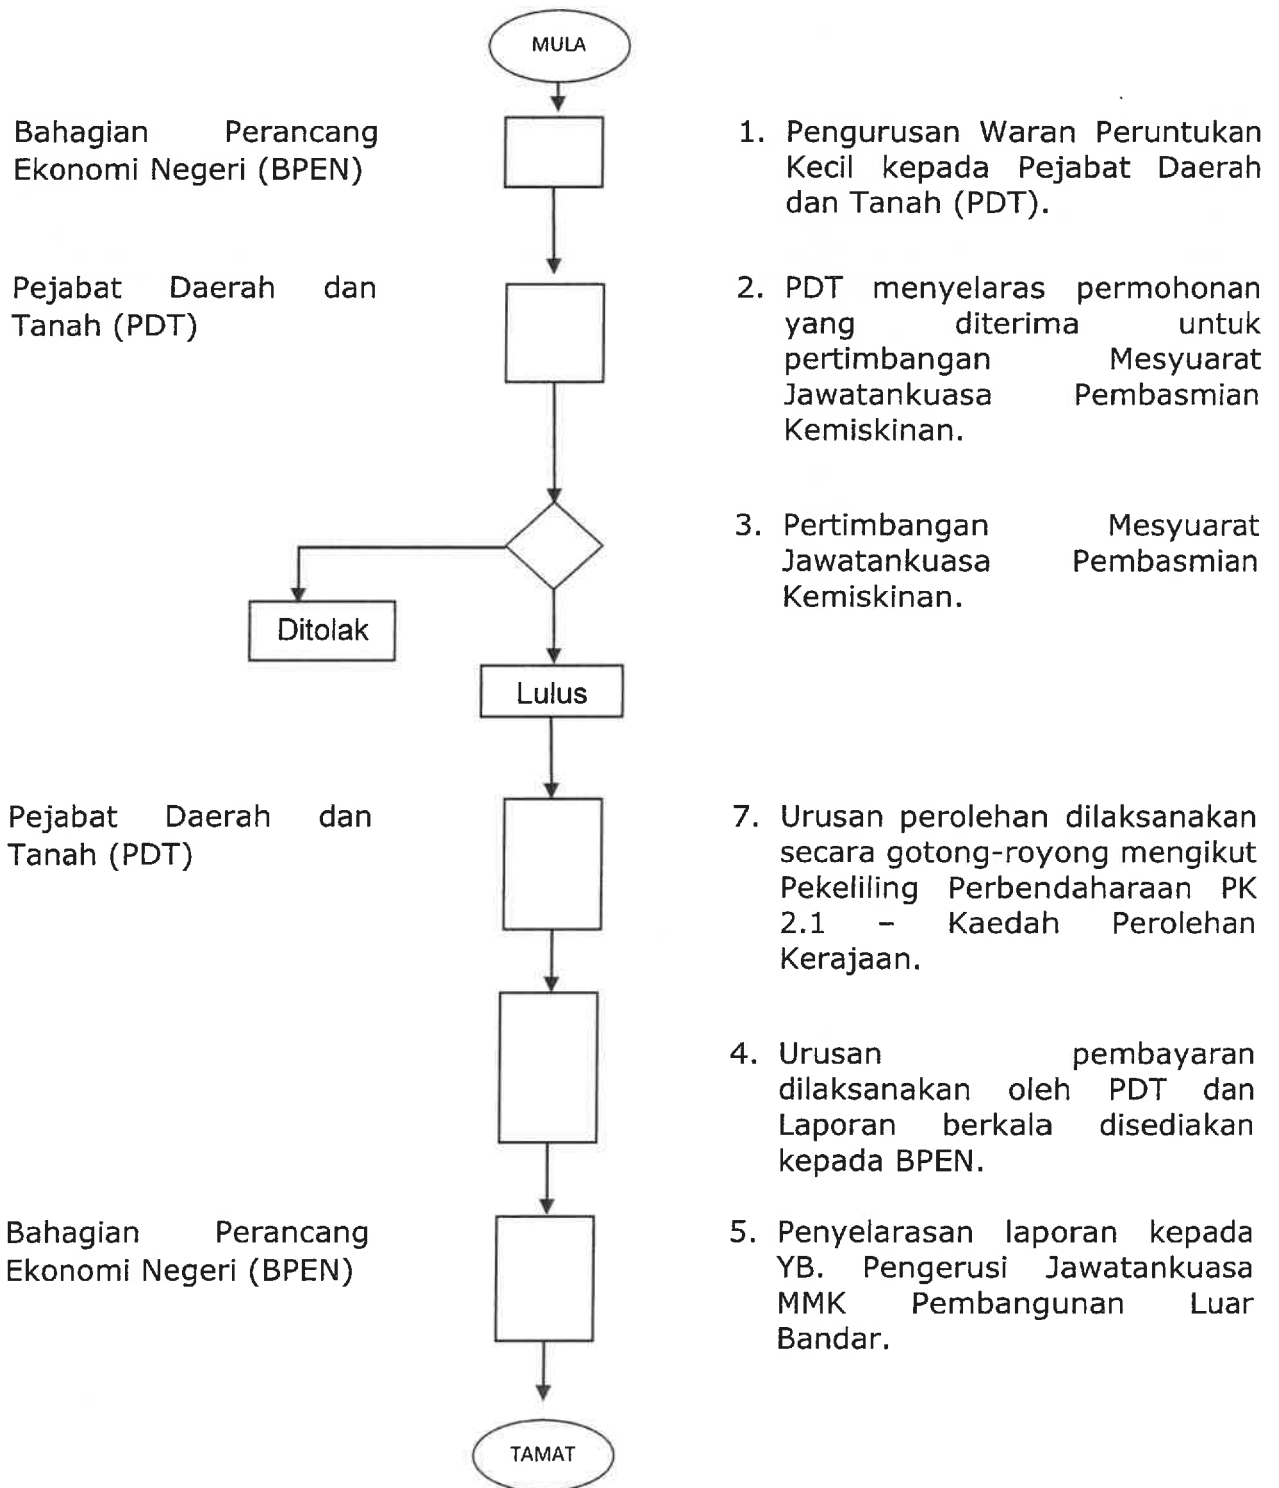 MULA
Bahagian Perancang
Ekonomi Negeri (BPEN)
1. Pengurusan Waran Peruntukan
Kecil kepada Pejabat Daerah
dan Tanah (PDT).
Pejabat Daerah dan
Tanah (PDT)
2. PDT menyelaras permohonan
yang diterima untuk
pertimbangan Mesyuarat
Jawatankuasa Pembasmian
Kemiskinan.
3. Pertimbangan Mesyuarat
Jawatankuasa Pembasmian
Kemiskinan.
Ditolak
Lulus
Pejabat Daerah dan
Tanah (PDT)
7. Urusan perolehan dilaksanakan
secara gotong-royong mengikut
Pekeliling Perbendaharaan PK
2.1 – Kaedah Perolehan
Kerajaan.
4. Urusan pembayaran
dilaksanakan oleh PDT dan
Laporan berkala disediakan
kepada BPEN.
Bahagian Perancang
Ekonomi Negeri (BPEN)
5. Penyelarasan laporan kepada
YB. Pengerusi Jawatankuasa
MMK Pembangunan Luar
Bandar.
TAMAT